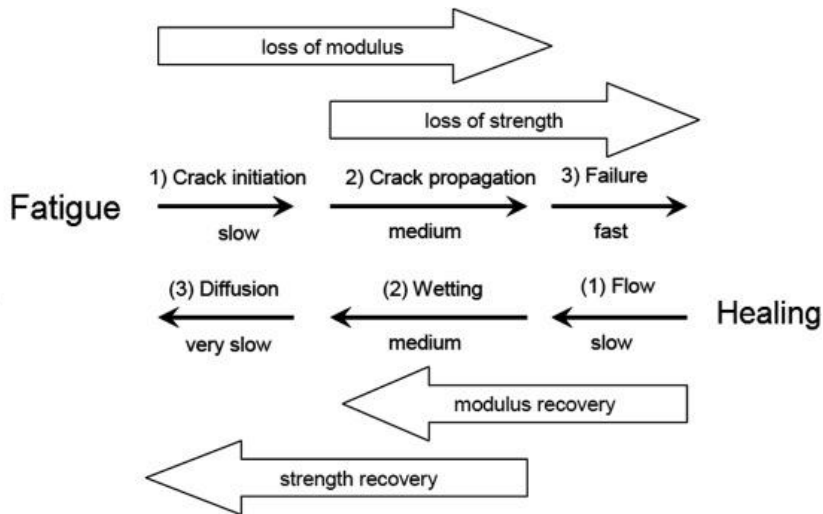 loss of modulus
loss of strength
1) Crack initiation
2) Crack propagation
3) Failure
Fatigue
slow
medium
fast
(3) Diffusion
(2) Wetting
(1) Flow
Healing
very slow
medium
slow
modulus recovery
strength recovery